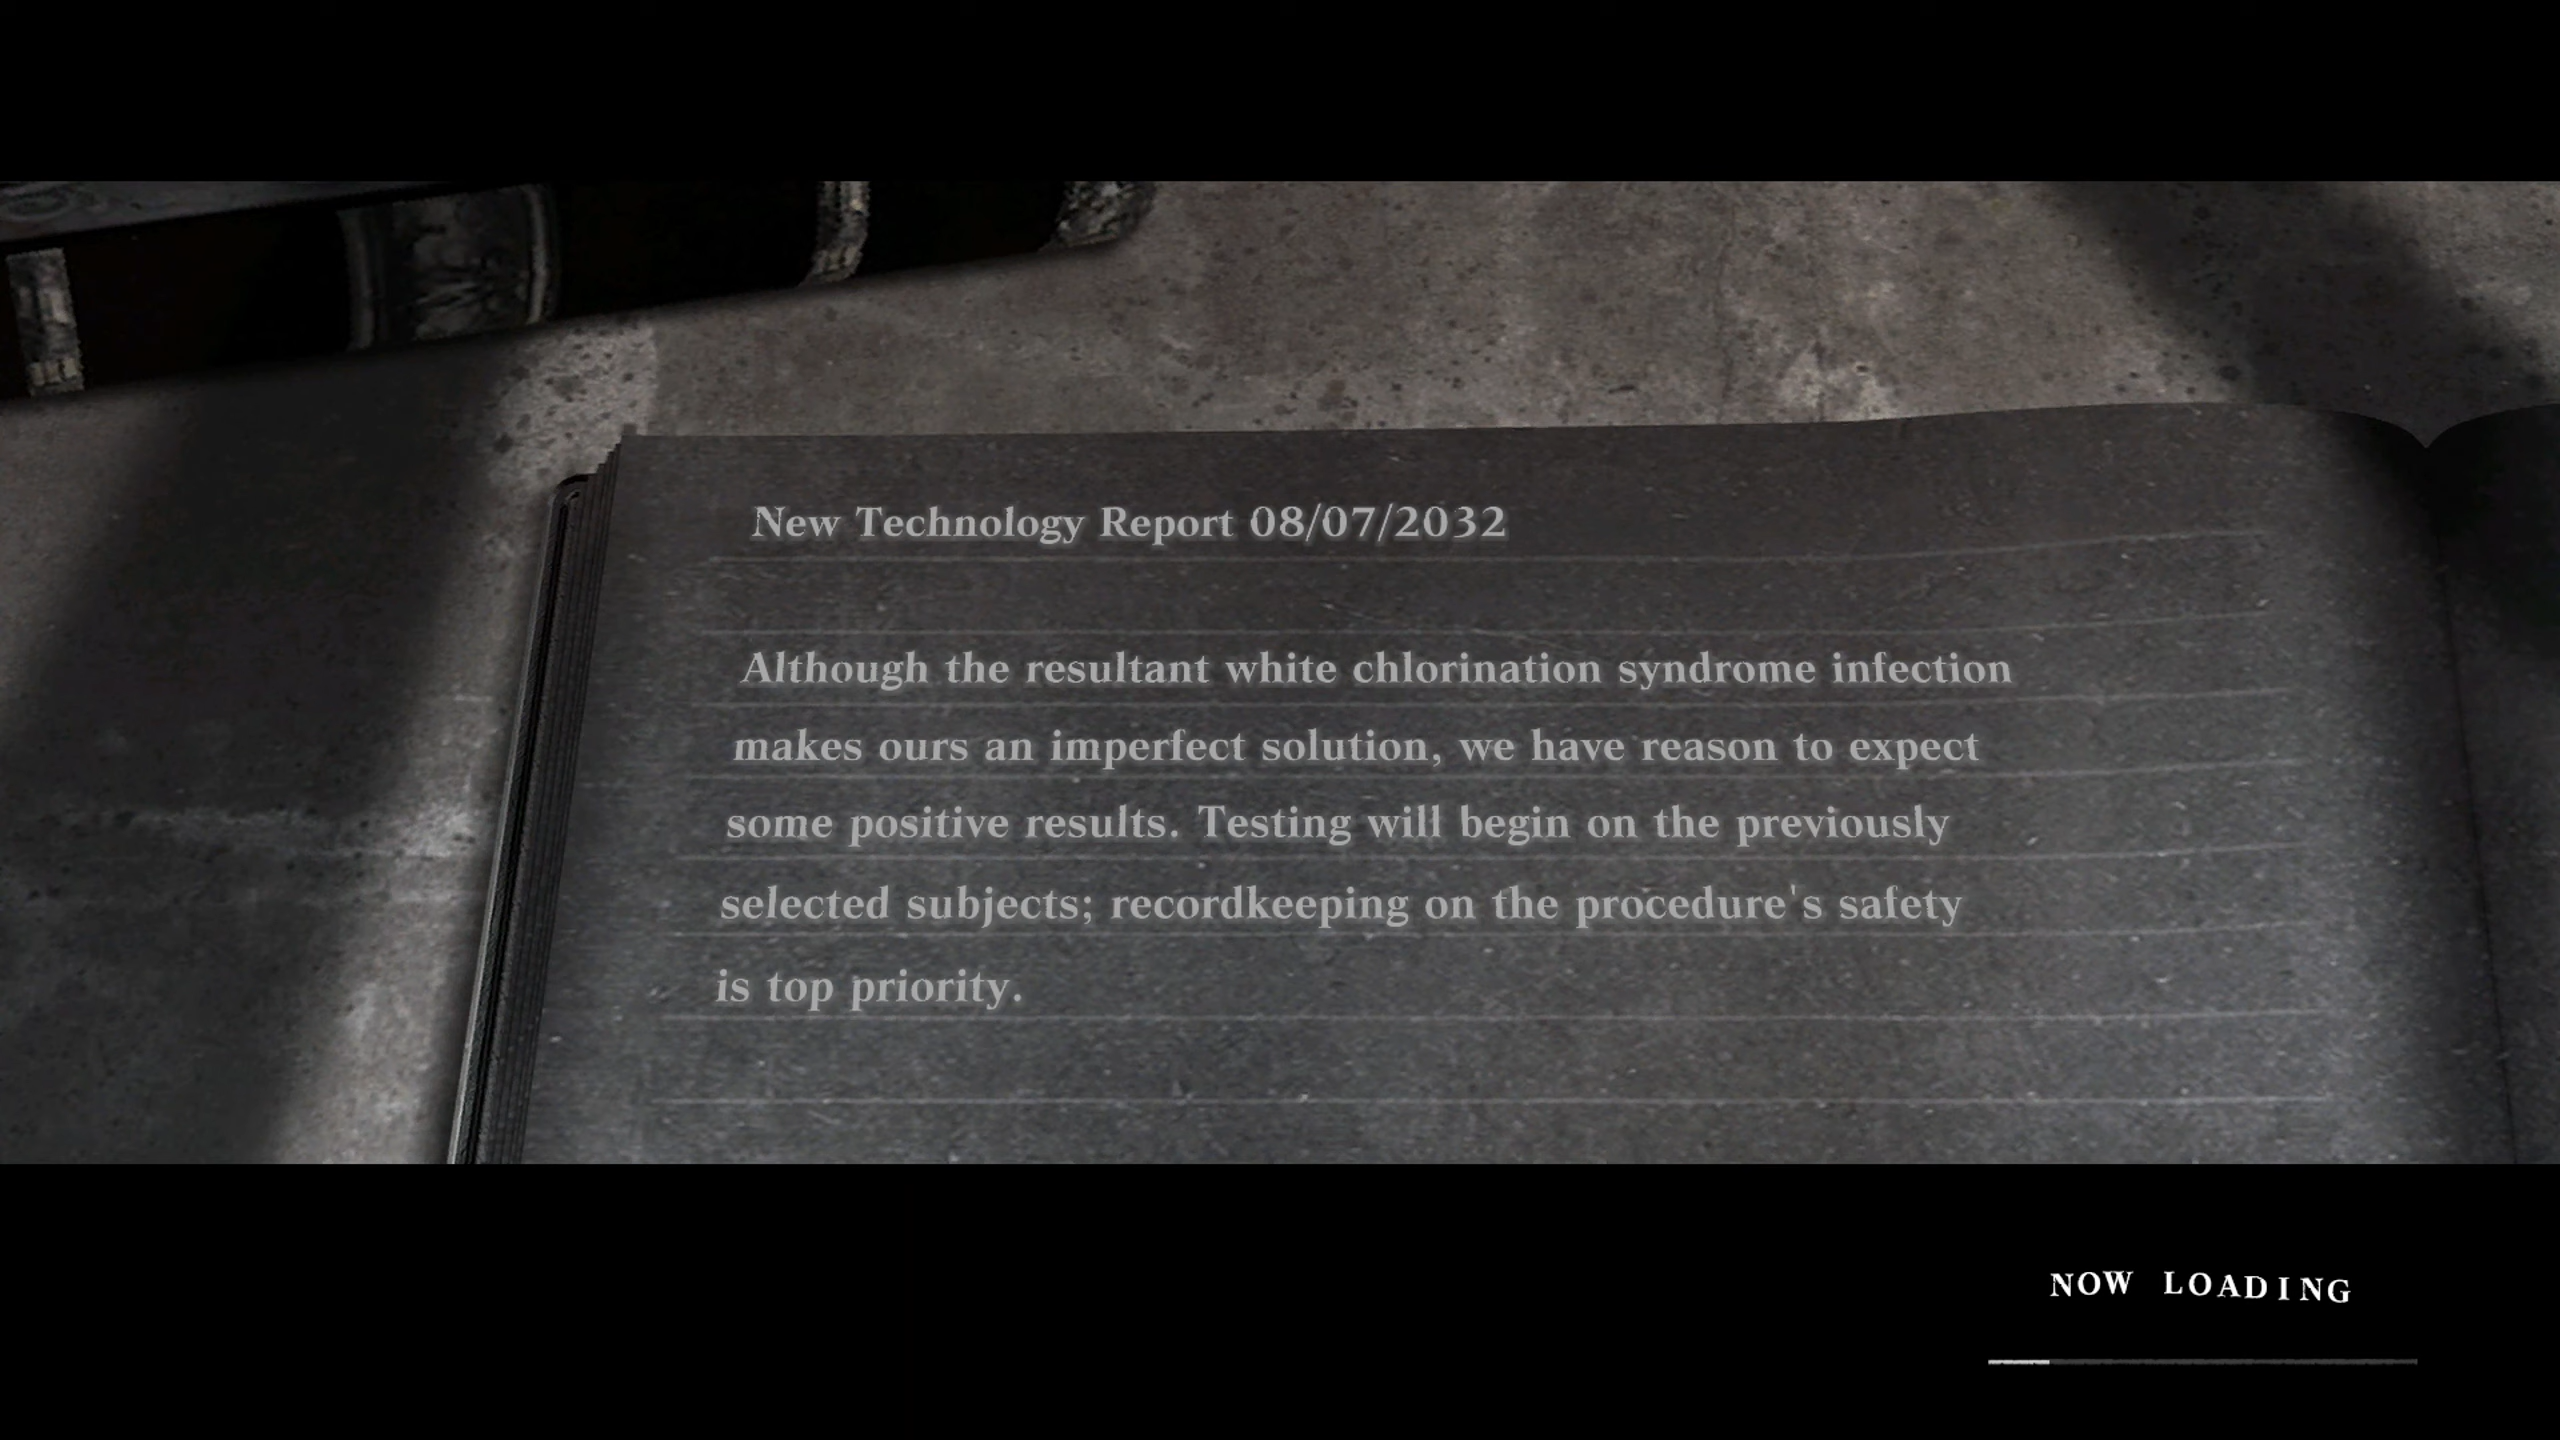 New Technology Report 08/07/2032
Although the resultant white chlorination syndrome infection
makes ours an imperfect solution, we have reason to expect
some positive results. Testing will begin on the previously
selected subjects; recordkeeping on the procedure's safety
is top priority.
NOW LOADING